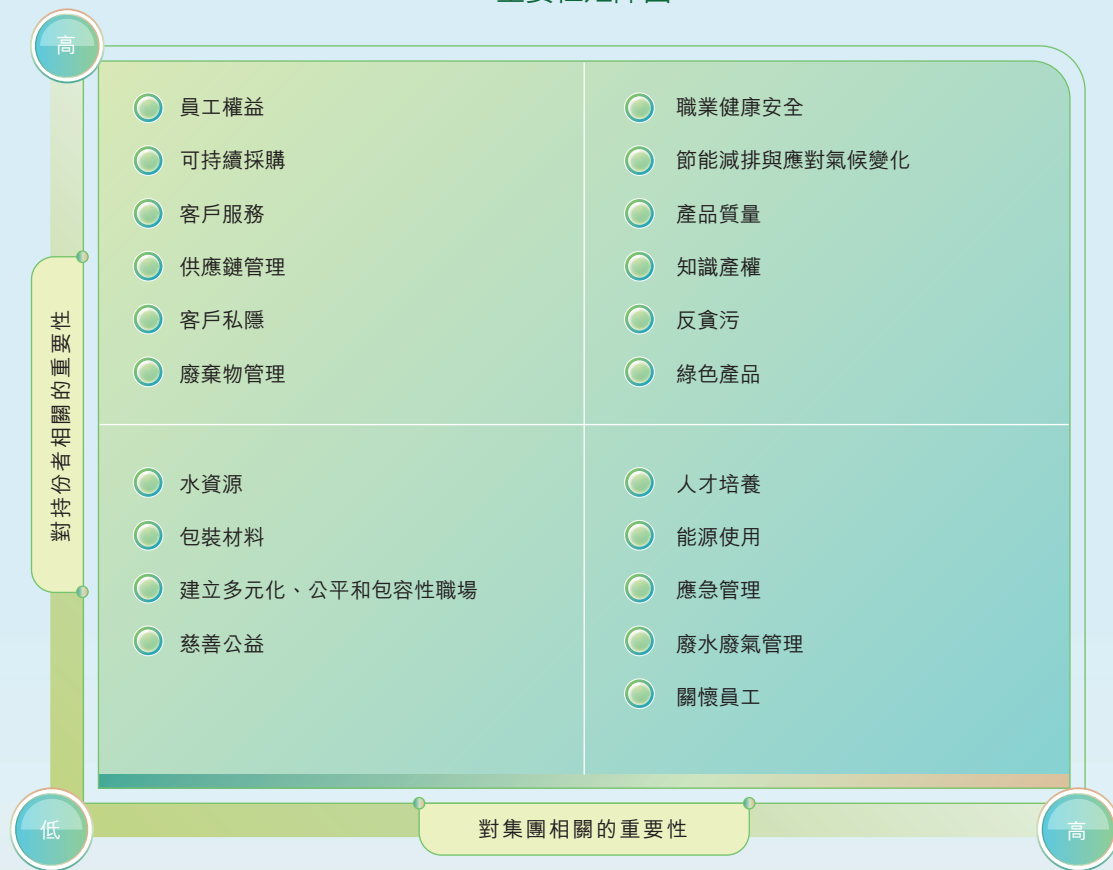 高
員工權益
可持續採購
客戶服務
供應鏈管理
客戶私隱
廢棄物管理
職業健康安全
節能減排與應對氣候變化
產品質量
知識產權
反貪污
綠色產品
對持份者相關的重要性
水資源
包裝材料
建立多元化、公平和包容性職場
慈善公益
人才培養
能源使用
應急管理
廢水廢氣管理
關懷員工
低
對集團相關的重要性
高